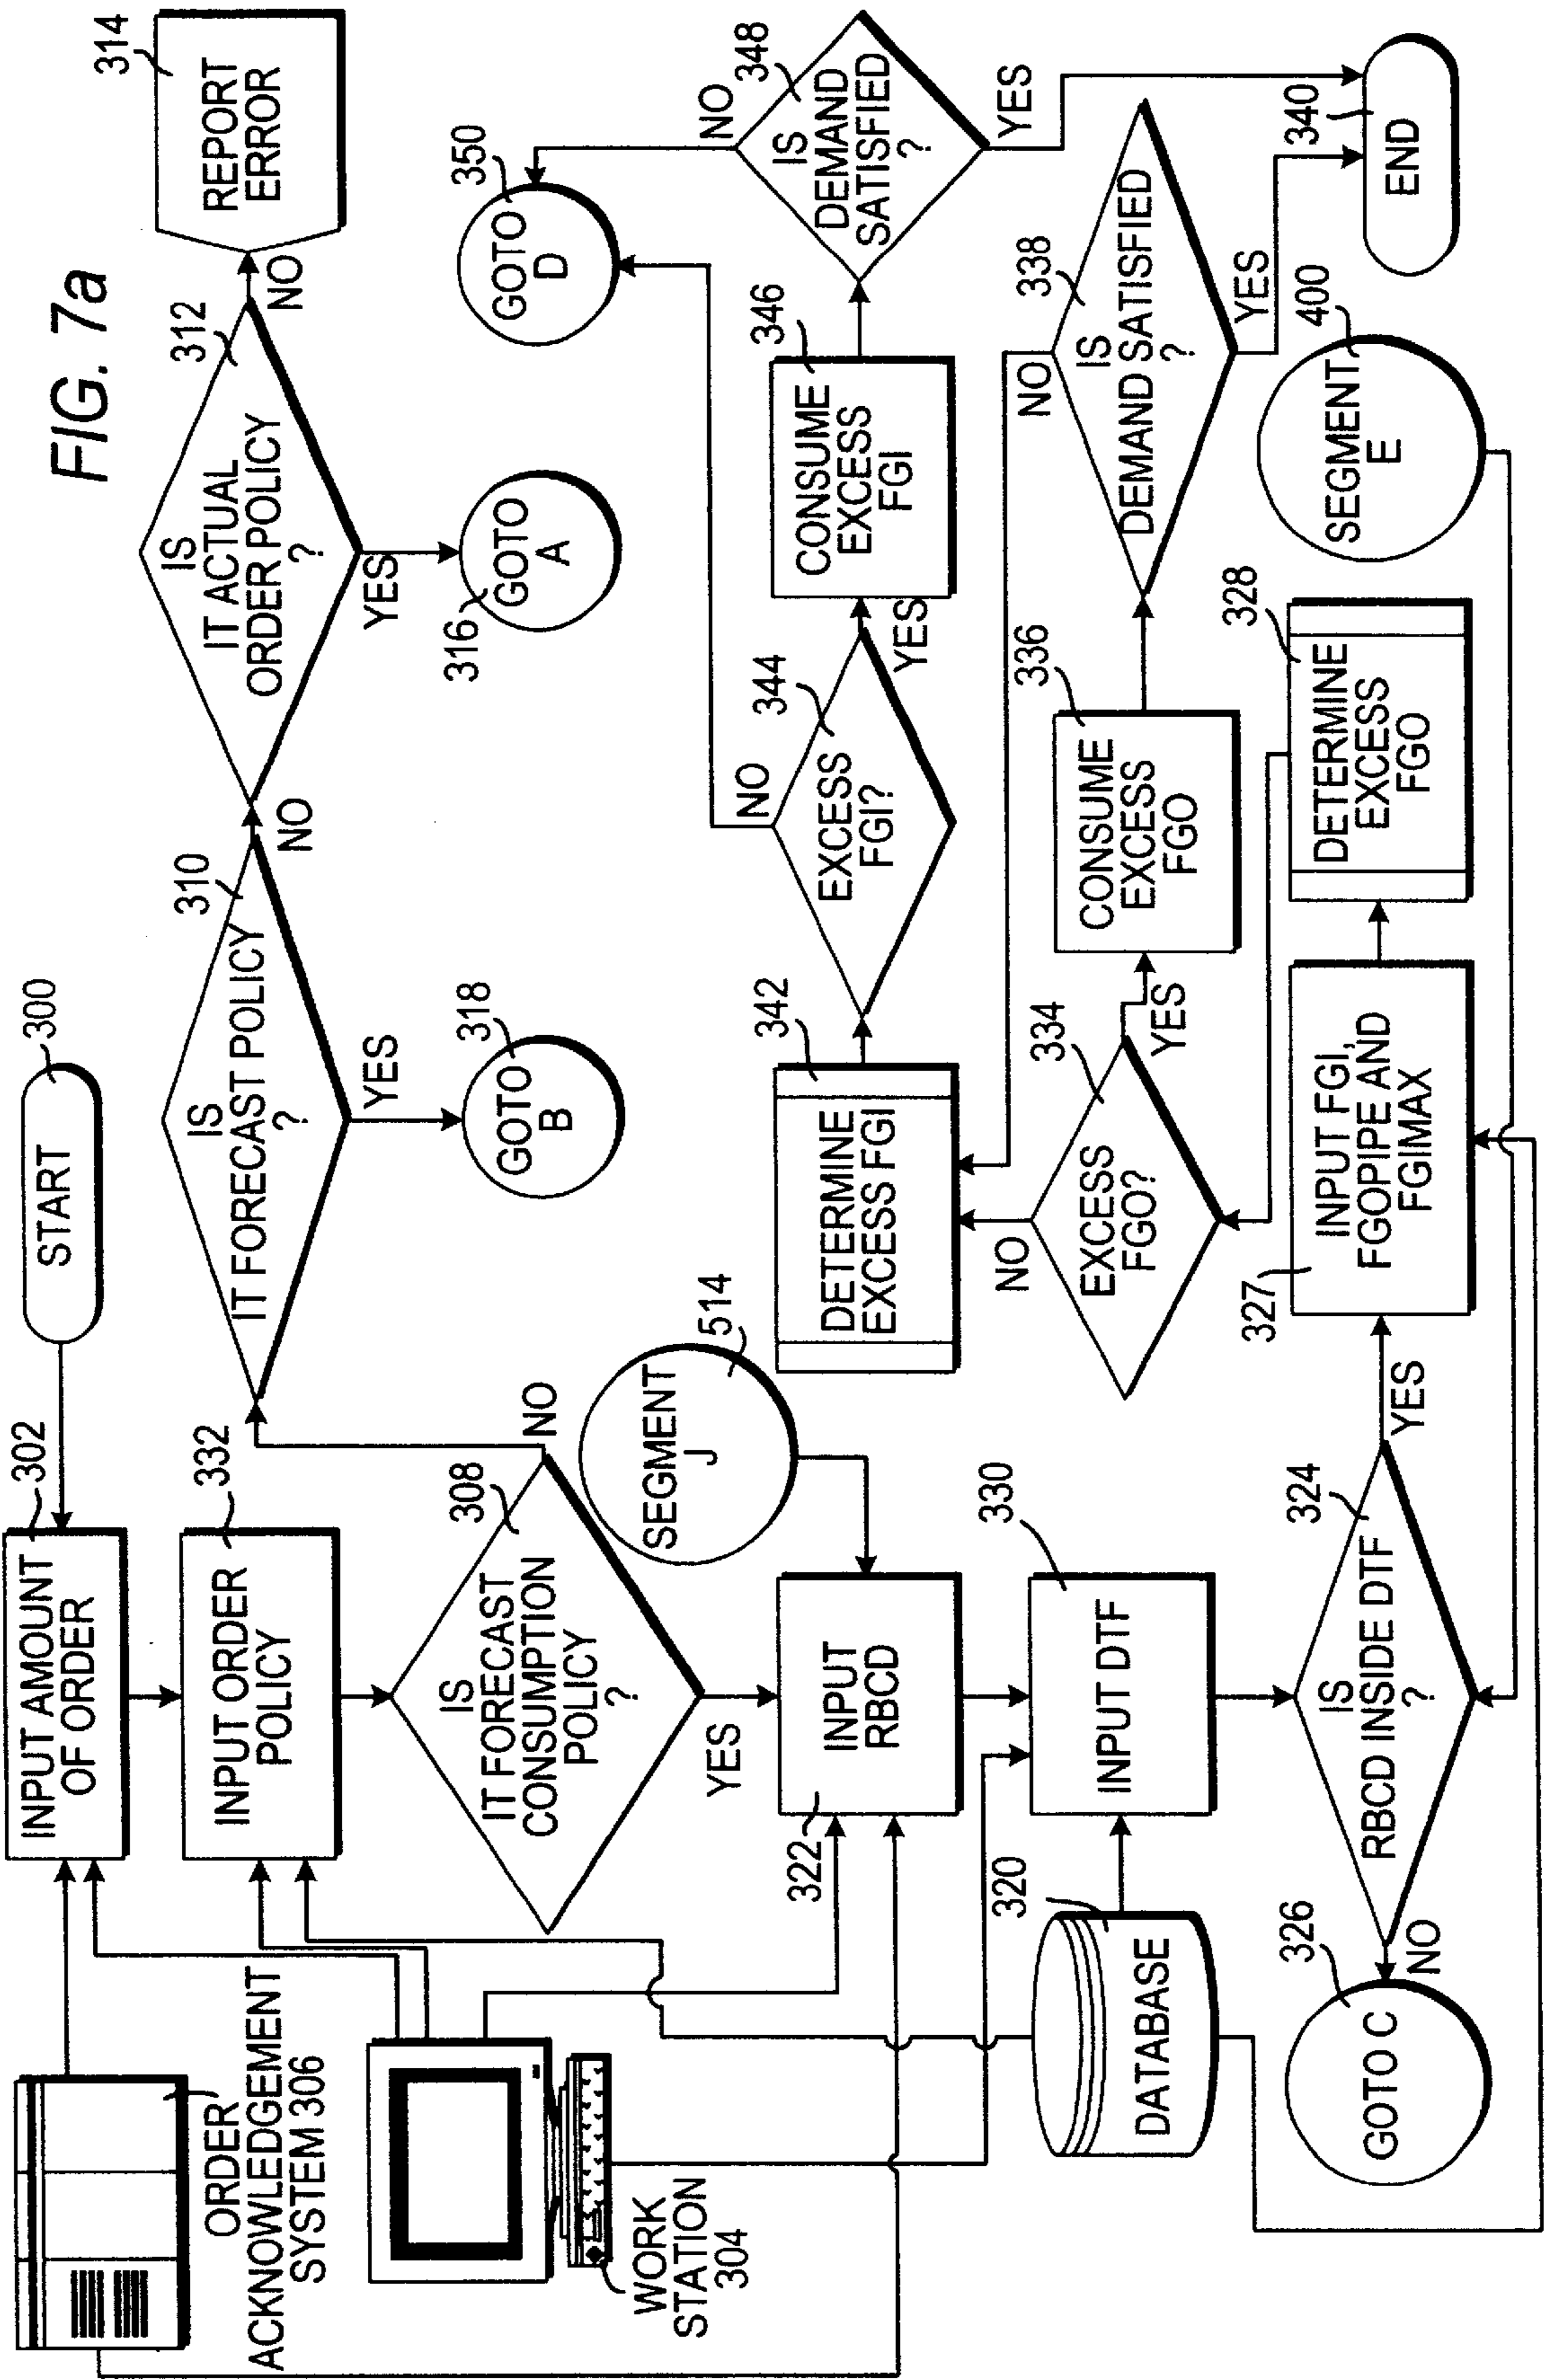 FIG. 7a
START
300
INPUT AMOUNT
OF ORDER
302
INPUT ORDER
POLICY
332
ORDER
ACKNOWLEDGEMENT
SYSTEM 306
WORK
STATION
304
IS
IT FORECAST
CONSUMPTION
POLICY
?
308
NO
YES
IS
IT FORECAST POLICY
?
310
NO
YES
GOTO
B
318
IS
IT ACTUAL
ORDER POLICY
?
312
NO
YES
GOTO
A
316
REPORT
ERROR
314
SEGMENT
J
514
INPUT
RBCD
322
INPUT DTF
330
DATABASE
320
IS
RBCD INSIDE DTF
?
324
NO
YES
GOTO C
326
INPUT FGI,
FGOPIPE AND
FGIMAX
327
DETERMINE
EXCESS
FGO
328
SEGMENT
E
400
EXCESS
FGO?
334
NO
YES
CONSUME
EXCESS
FGO
336
IS
DEMAND SATISFIED
?
338
NO
YES
END
340
DETERMINE
EXCESS FGI
342
EXCESS
FGI?
344
NO
YES
CONSUME
EXCESS
FGI
346
IS
DEMAND
SATISFIED
?
348
NO
YES
GOTO
D
350